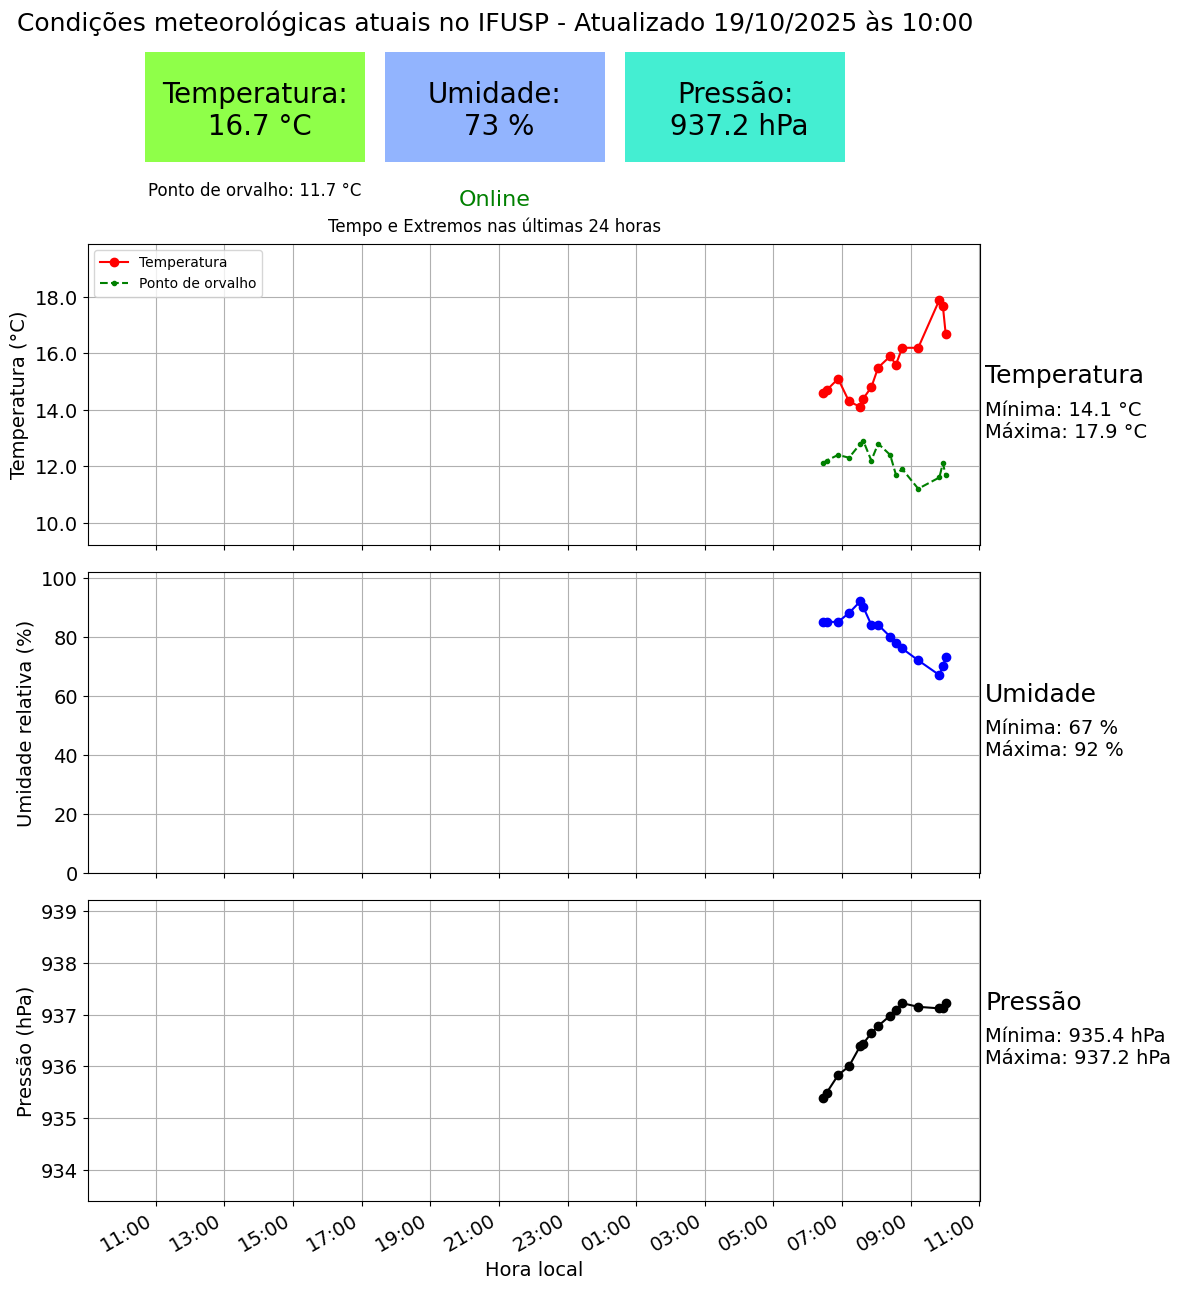 Condições meteorológicas atuais no IFUSP - Atualizado 19/10/2025 às 10:00
Temperatura:
16.7 °C
Umidade:
73 %
Pressão:
937.2 hPa
Ponto de orvalho: 11.7 °C
Online
Tempo e Extremos nas últimas 24 horas
Temperatura
Ponto de orvalho
Temperatura (°C)
18.0
16.0
14.0
12.0
10.0
Temperatura
Mínima: 14.1 °C
Máxima: 17.9 °C
Umidade relativa (%)
100
80
60
40
20
0
Umidade
Mínima: 67 %
Máxima: 92 %
Pressão (hPa)
939
938
937
936
935
934
Pressão
Mínima: 935.4 hPa
Máxima: 937.2 hPa
11:00 13:00 15:00 17:00 19:00 21:00 23:00 01:00 03:00 05:00 07:00 09:00 11:00
Hora local